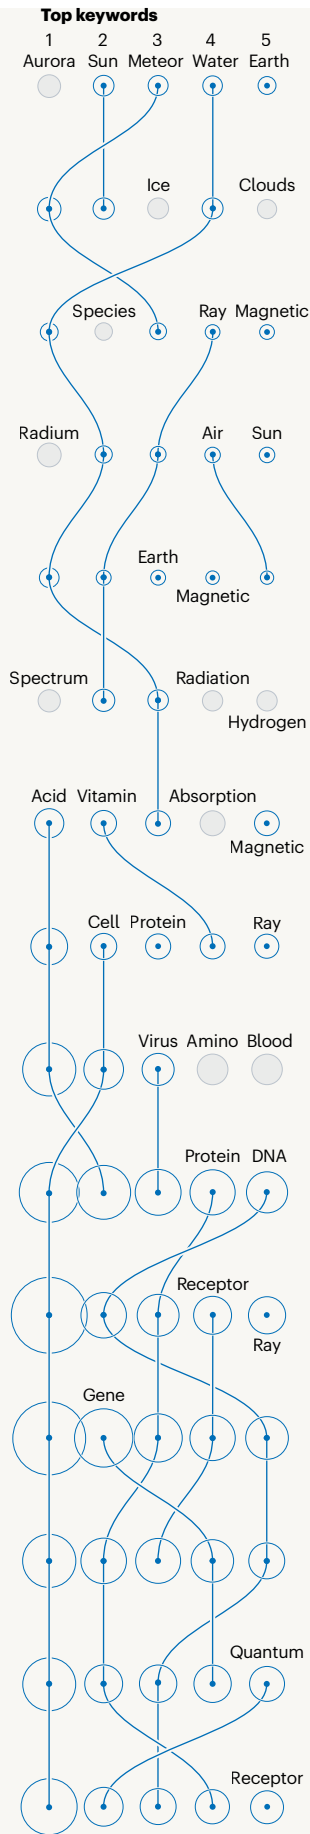 Top keywords
1 2 3 4 5
Aurora Sun Meteor Water Earth
Ice Clouds
Species Ray Magnetic
Radium Air Sun
Earth
Magnetic
Spectrum Radiation
Hydrogen
Acid Vitamin Absorption
Magnetic
Cell Protein Ray
Virus Amino Blood
Protein DNA
Receptor
Ray
Gene
Quantum
Receptor